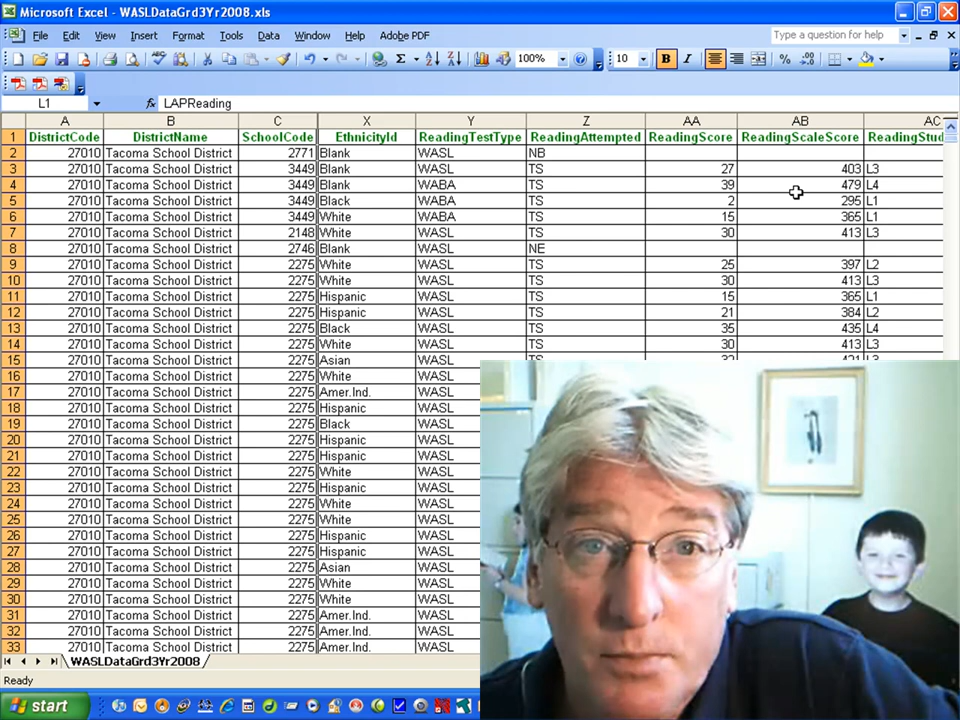 Microsoft Excel - WASLDataGrd3Yr2008.xls
File Edit View Insert Format Tools Data Window Help Adobe PDF Type a question for help
100% 10 B I
L1 fx LAPReading
A B C X Y Z AA AB AC
1 DistrictCode DistrictName SchoolCode EthnicityId ReadingTestType ReadingAttempted ReadingScore ReadingScaleScore ReadingStud
2 27010 Tacoma School District 2771 Blank WASL NB
3 27010 Tacoma School District 3449 Blank WASL TS 27 403 L3
4 27010 Tacoma School District 3449 Blank WABA TS 39 479 L4
5 27010 Tacoma School District 3449 Black WABA TS 2 295 L1
6 27010 Tacoma School District 3449 White WABA TS 15 365 L1
7 27010 Tacoma School District 2148 White WASL TS 30 413 L3
8 27010 Tacoma School District 2746 Blank WASL NE
9 27010 Tacoma School District 2275 White WASL TS 25 397 L2
10 27010 Tacoma School District 2275 White WASL TS 30 413 L3
11 27010 Tacoma School District 2275 Hispanic WASL TS 15 365 L1
12 27010 Tacoma School District 2275 Hispanic WASL TS 21 384 L2
13 27010 Tacoma School District 2275 Black WASL TS 35 435 L4
14 27010 Tacoma School District 2275 White WASL TS 30 413 L3
15 27010 Tacoma School District 2275 Asian WASL TS
16 27010 Tacoma School District 2275 White WASL
17 27010 Tacoma School District 2275 Amer.Ind. WASL
18 27010 Tacoma School District 2275 Hispanic WASL
19 27010 Tacoma School District 2275 Black WASL
20 27010 Tacoma School District 2275 Hispanic WASL
21 27010 Tacoma School District 2275 Hispanic WASL
22 27010 Tacoma School District 2275 White WASL
23 27010 Tacoma School District 2275 Hispanic WASL
24 27010 Tacoma School District 2275 White WASL
25 27010 Tacoma School District 2275 White WASL
26 27010 Tacoma School District 2275 Hispanic WASL
27 27010 Tacoma School District 2275 Hispanic WASL
28 27010 Tacoma School District 2275 Asian WASL
29 27010 Tacoma School District 2275 White WASL
30 27010 Tacoma School District 2275 White WASL
31 27010 Tacoma School District 2275 Amer.Ind. WASL
32 27010 Tacoma School District 2275 Amer.Ind. WASL
33 27010 Tacoma School District 2275 Amer.Ind. WASL
WASLDataGrd3Yr2008
Ready
start